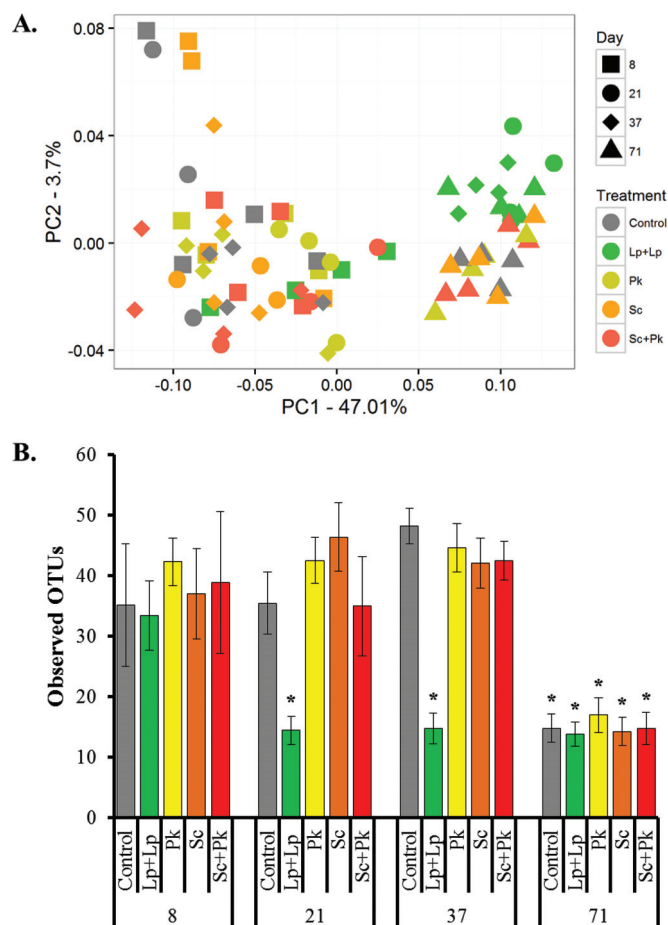 A.
0.08
0.04
0.00
-0.04
PC2 - 3.7%
-0.10
-0.05
0.00
0.05
0.10
PC1 - 47.01%
Day
8
21
37
71
Treatment
Control
Lp+Lp
Pk
Sc
Sc+Pk
B.
60
50
40
30
20
10
0
Observed OTUs
*
*
*
*
*
*
*
Control
Lp+Lp
Pk
Sc
Sc+Pk
Control
Lp+Lp
Pk
Sc
Sc+Pk
Control
Lp+Lp
Pk
Sc
Sc+Pk
Control
Lp+Lp
Pk
Sc
Sc+Pk
8
21
37
71